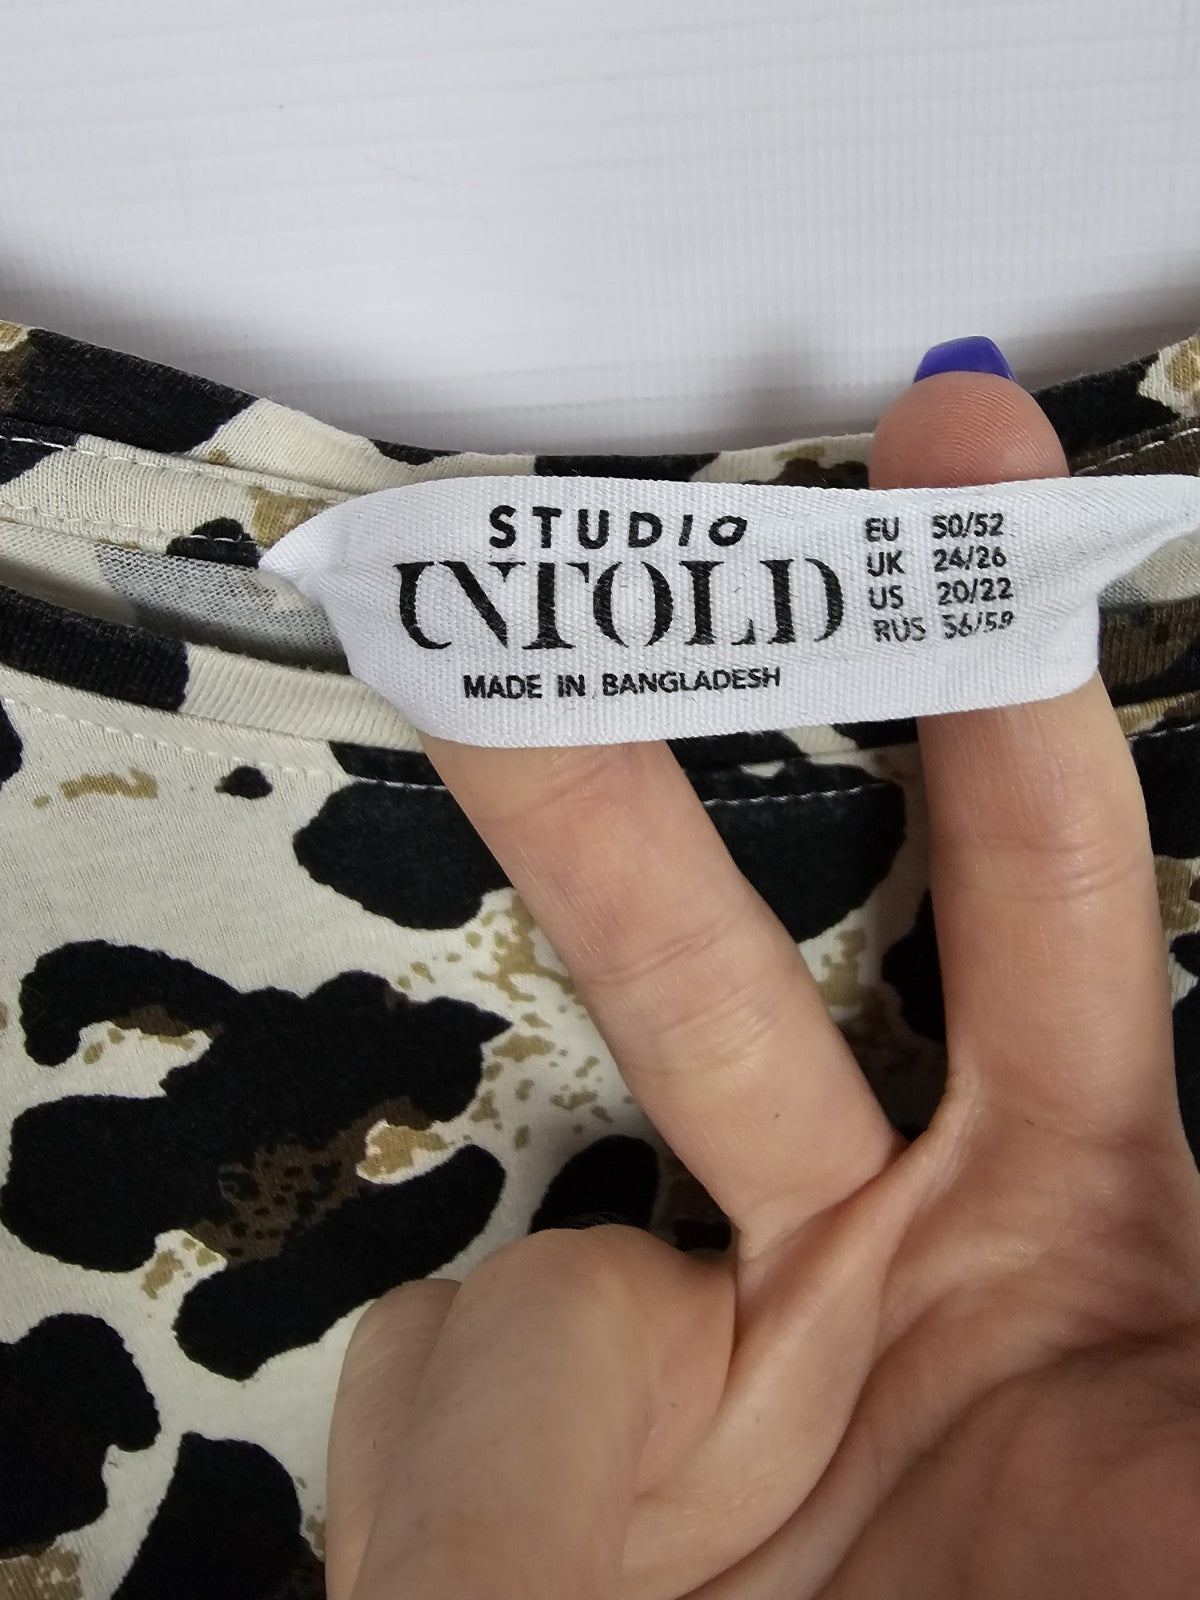 STUDIO
UNTOLD
MADE IN BANGLADESH
EU 50/52
UK 24/26
US 20/22
RUS 56/58